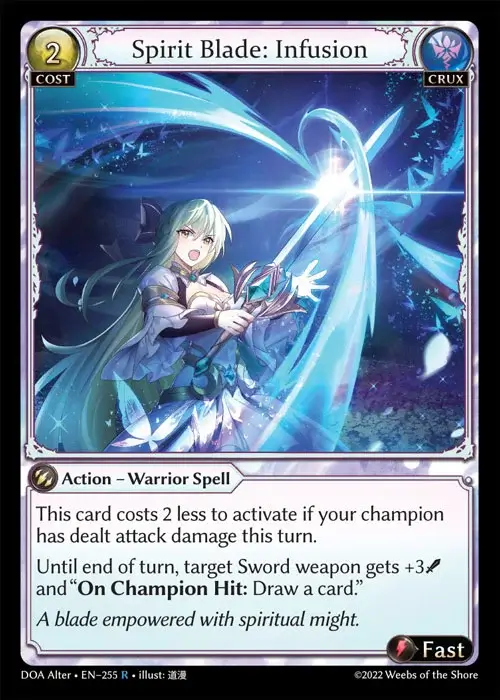 2
Spirit Blade: Infusion
COST
CRUX
Action – Warrior Spell
This card costs 2 less to activate if your champion
has dealt attack damage this turn.
Until end of turn, target Sword weapon gets +3
and “On Champion Hit: Draw a card.”
A blade empowered with spiritual might.
Fast
DOA Alter • EN–255 R • illust: 道漫
©2022 Weebs of the Shore